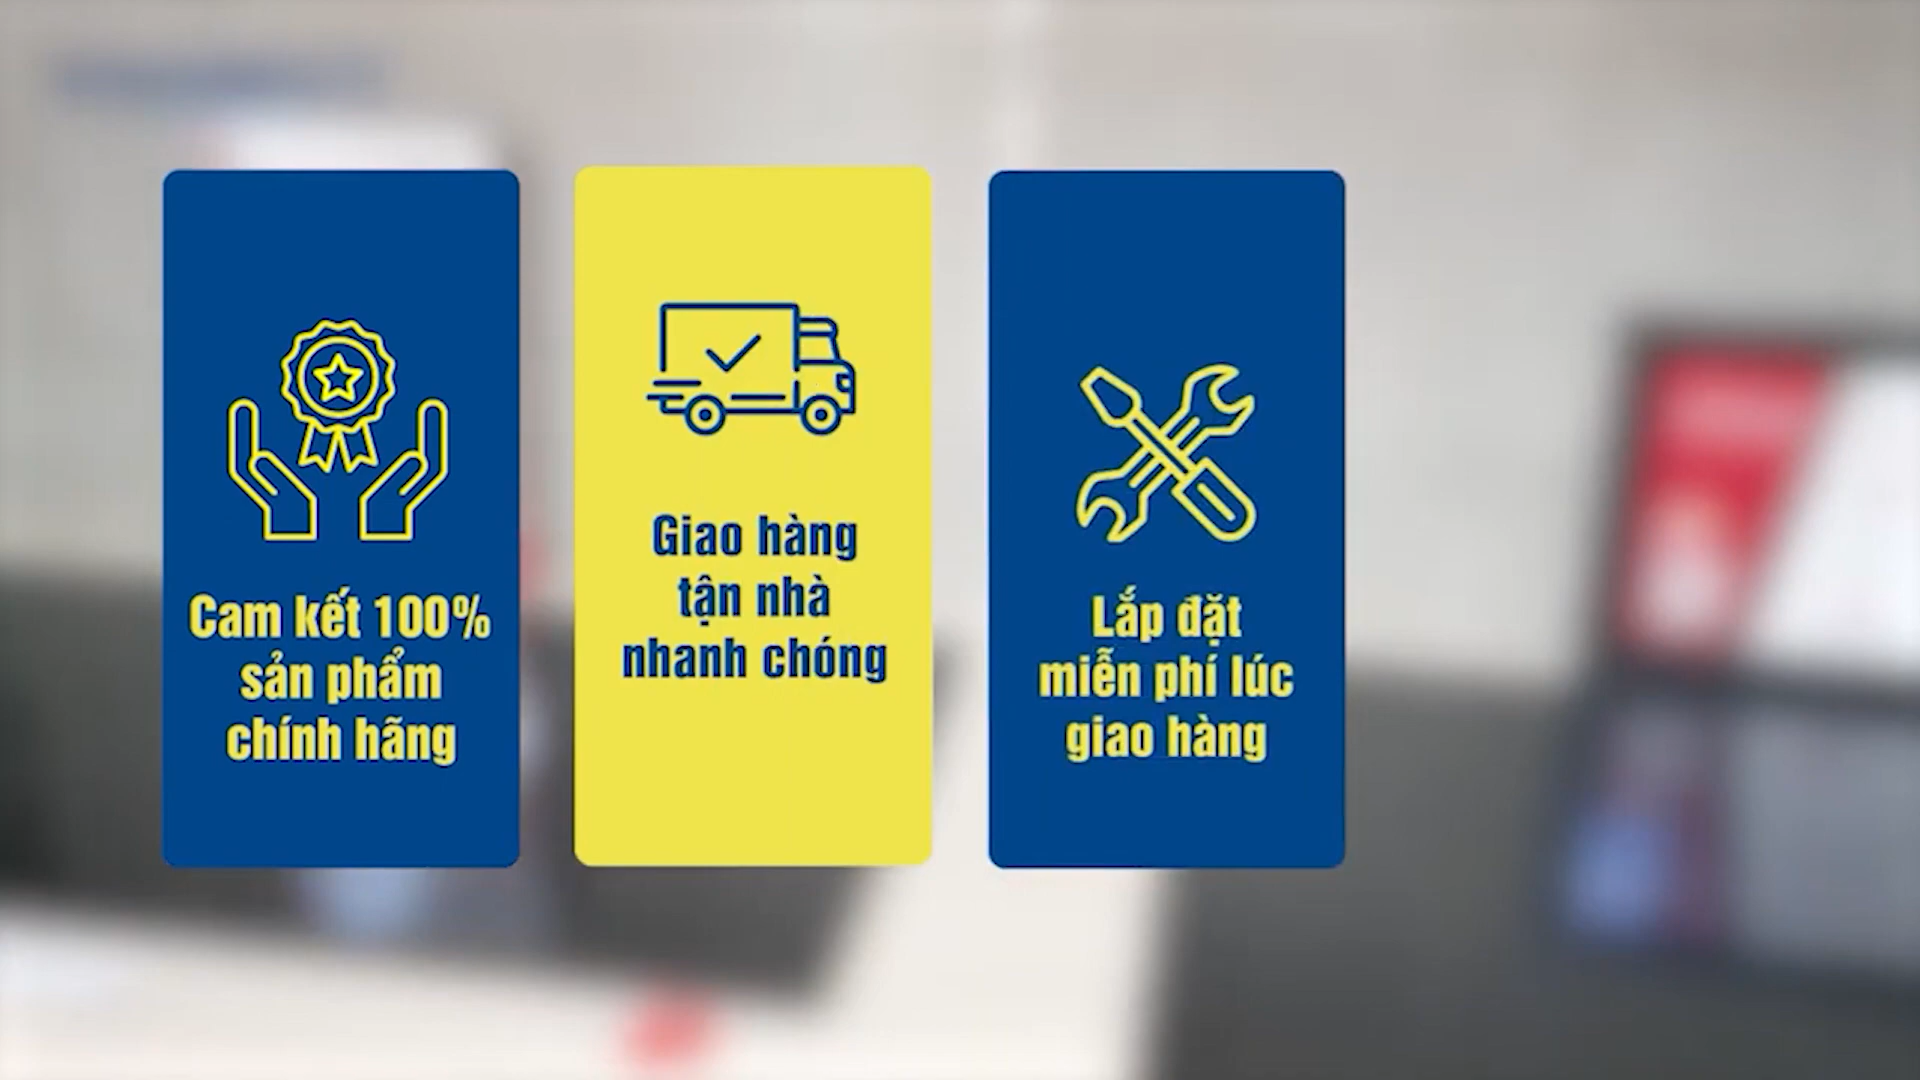 Cam kết 100%
sản phẩm
chính hãng
Giao hàng
tận nhà
nhanh chóng
Lắp đặt
miễn phí lúc
giao hàng